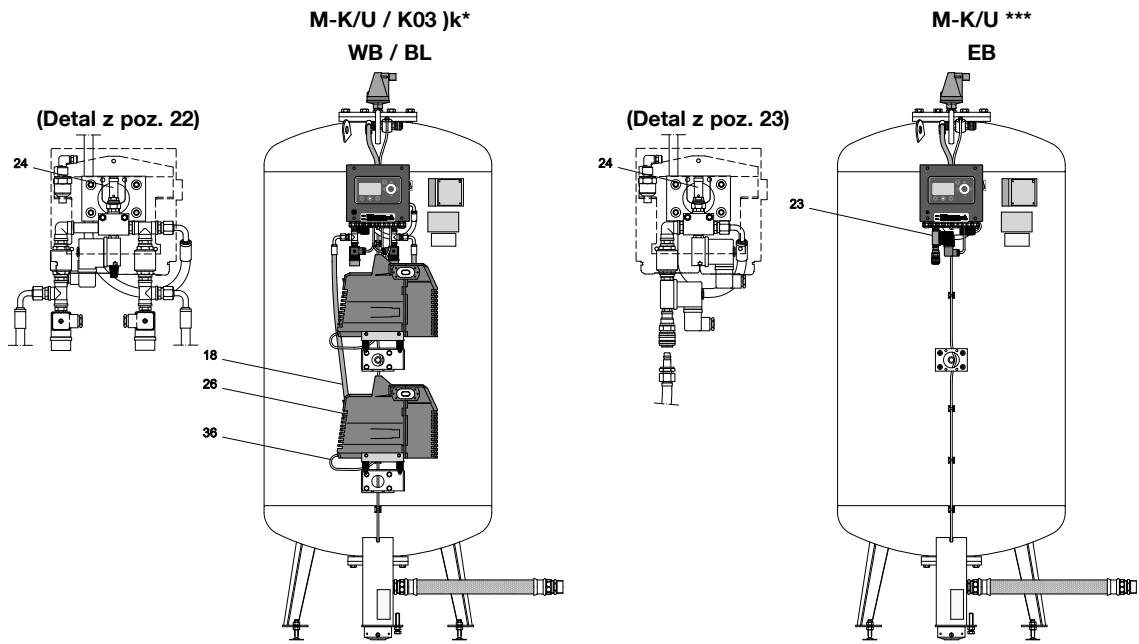 M-K/U / K03 )k*
WB / BL
M-K/U ***
EB
(Detal z poz. 22)
(Detal z poz. 23)
24
24
23
18
26
36